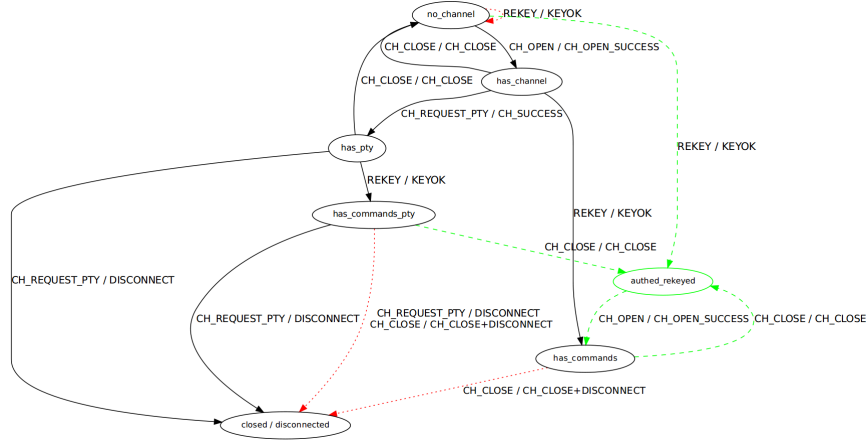 no_channel
REKEY / KEYOK
CH_CLOSE / CH_CLOSE
CH_OPEN / CH_OPEN_SUCCESS
CH_CLOSE / CH_CLOSE
has_channel
CH_REQUEST_PTY / CH_SUCCESS
has_pty
REKEY / KEYOK
REKEY / KEYOK
has_commands_pty
REKEY / KEYOK
CH_CLOSE / CH_CLOSE
CH_REQUEST_PTY / DISCONNECT
authed_rekeyed
CH_REQUEST_PTY / DISCONNECT
CH_REQUEST_PTY / DISCONNECT
CH_CLOSE / CH_CLOSE+DISCONNECT
CH_OPEN / CH_OPEN_SUCCESS
CH_CLOSE / CH_CLOSE
has_commands
CH_CLOSE / CH_CLOSE+DISCONNECT
closed / disconnected